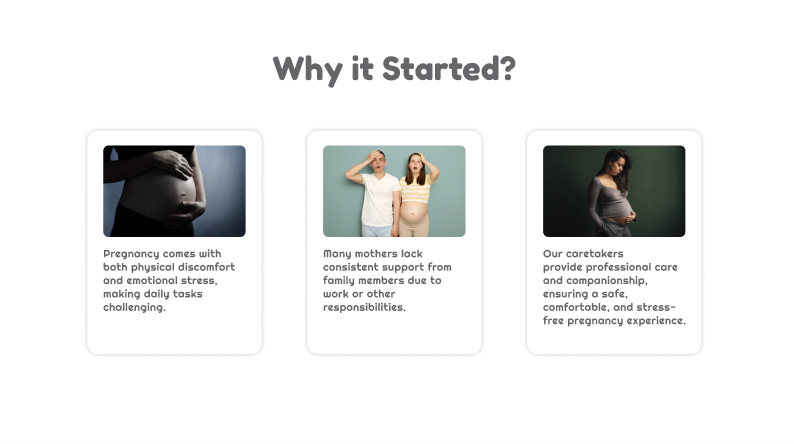 Why it Started?
Pregnancy comes with
both physical discomfort
and emotional stress,
making daily tasks
challenging.
Many mothers lack
consistent support from
family members due to
work or other
responsibilities.
Our caretakers
provide professional care
and companionship,
ensuring a safe,
comfortable, and stress-
free pregnancy experience.